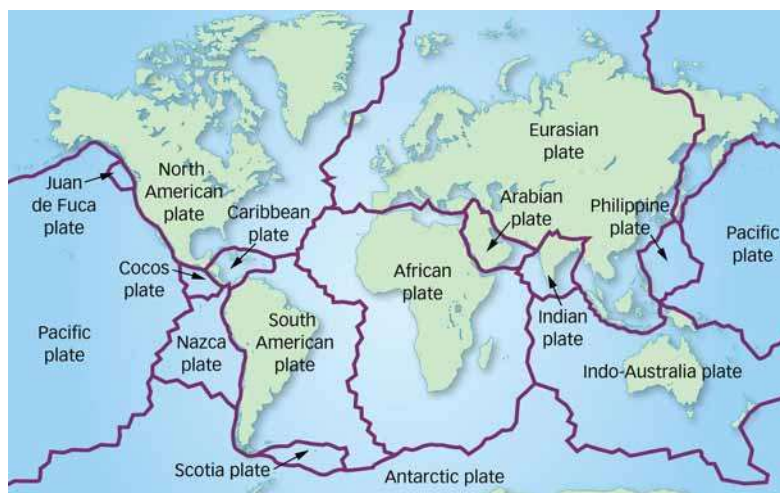 Juan
de Fuca
plate
North
American
plate
Caribbean
plate
Cocos
plate
Pacific
plate
Nazca
plate
South
American
plate
Scotia plate
African
plate
Eurasian
plate
Arabian
plate
Philippine
plate
Pacific
plate
Indian
plate
Indo-Australia plate
Antarctic plate